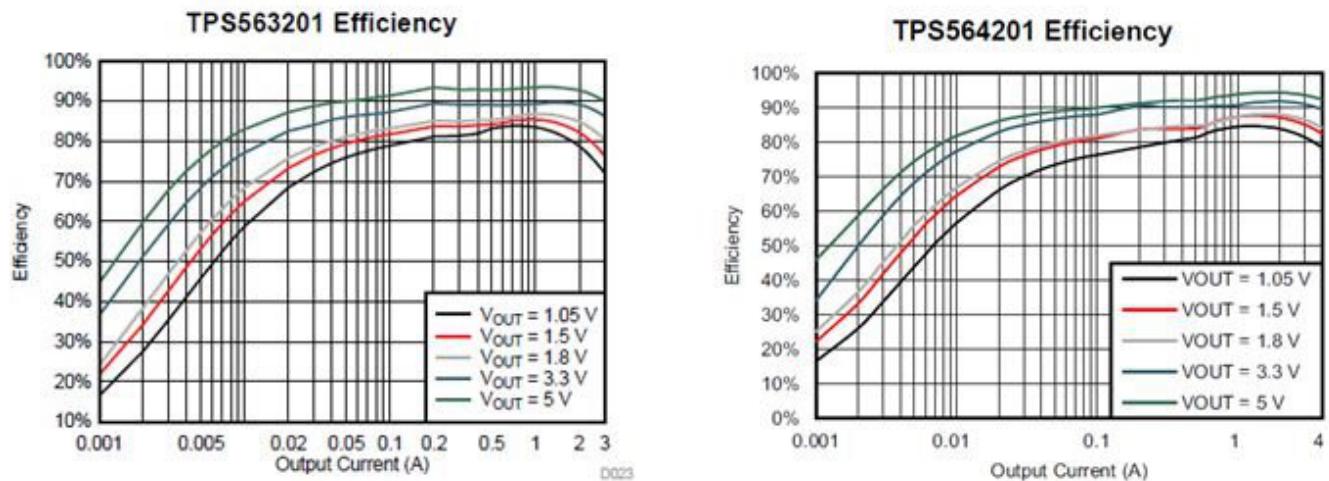 TPS563201 Efficiency
100%
90%
80%
70%
60%
50%
40%
30%
20%
10%
Efficiency
VOUT = 1.05 V
VOUT = 1.5 V
VOUT = 1.8 V
VOUT = 3.3 V
VOUT = 5 V
0.001 0.005 0.02 0.05 0.1 0.2 0.5 1 2 3
Output Current (A)
D023
TPS564201 Efficiency
100%
90%
80%
70%
60%
50%
40%
30%
20%
10%
0%
Efficiency
VOUT = 1.05 V
VOUT = 1.5 V
VOUT = 1.8 V
VOUT = 3.3 V
VOUT = 5 V
0.001 0.01 0.1 1 4
Output Current (A)